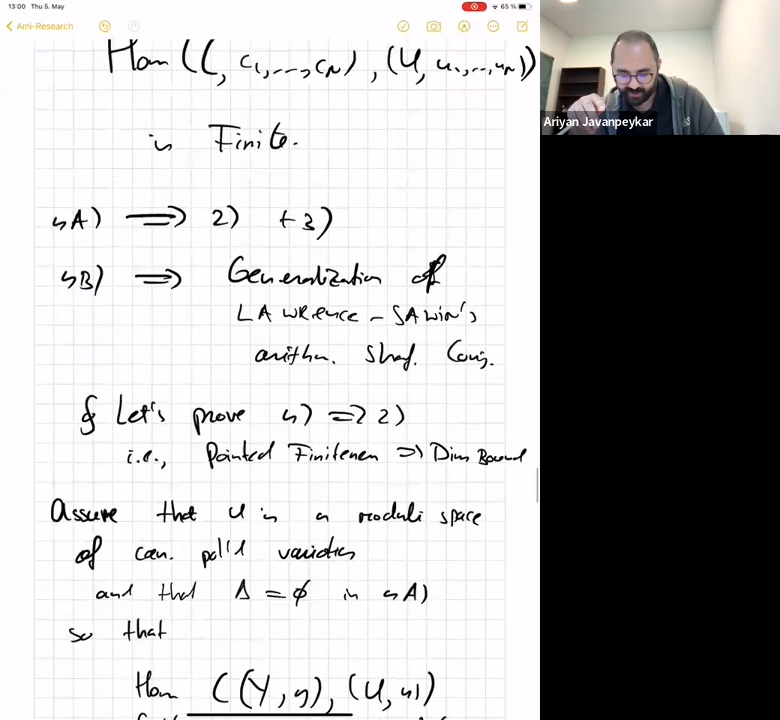 13:00 Thu 5. May
65 %
Ami-Research
Ariyan Javanpeykar
Hom ((C, c1,...,cN), (U, u1,...,uN))
is Finite.
4A) ⟹ 2) + 3)
4B) ⟹ Generalization of
LAWRENCE-SAWIN's
arithm. Shaf. Conj.
§ Let's prove 4) ⟹ 2)
i.e., Pointed Finiteness ⟹ Dim Bound
Assume that U is a moduli space
of can. pol'd varieties
and that Δ = ∅ in 4A)
so that
Hom ((Y, y), (U, u))